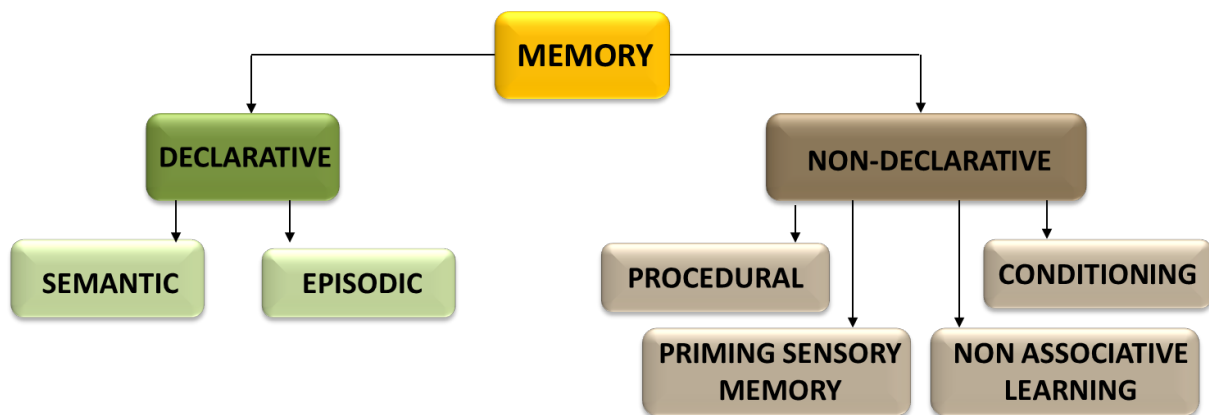 MEMORY
DECLARATIVE
NON-DECLARATIVE
SEMANTIC
EPISODIC
PROCEDURAL
CONDITIONING
PRIMING SENSORY
MEMORY
NON ASSOCIATIVE
LEARNING